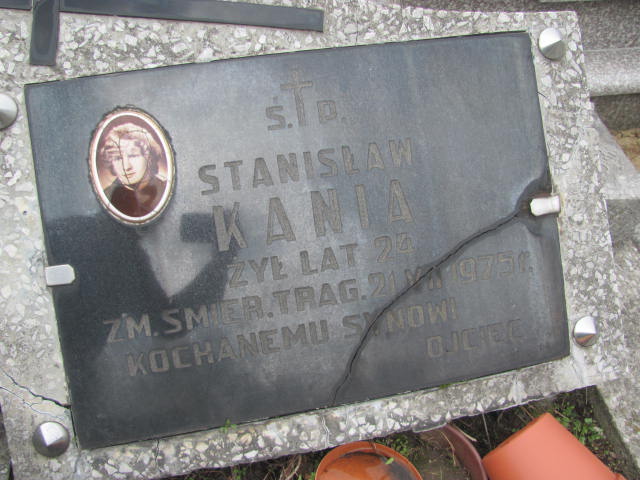 Ś. P.
STANISŁAW
KANIA
ŻYŁ LAT 24
ZM. ŚMIER. TRAG. 21 VII 1975 r.
KOCHANEMU SYNOWI
OJCIEC